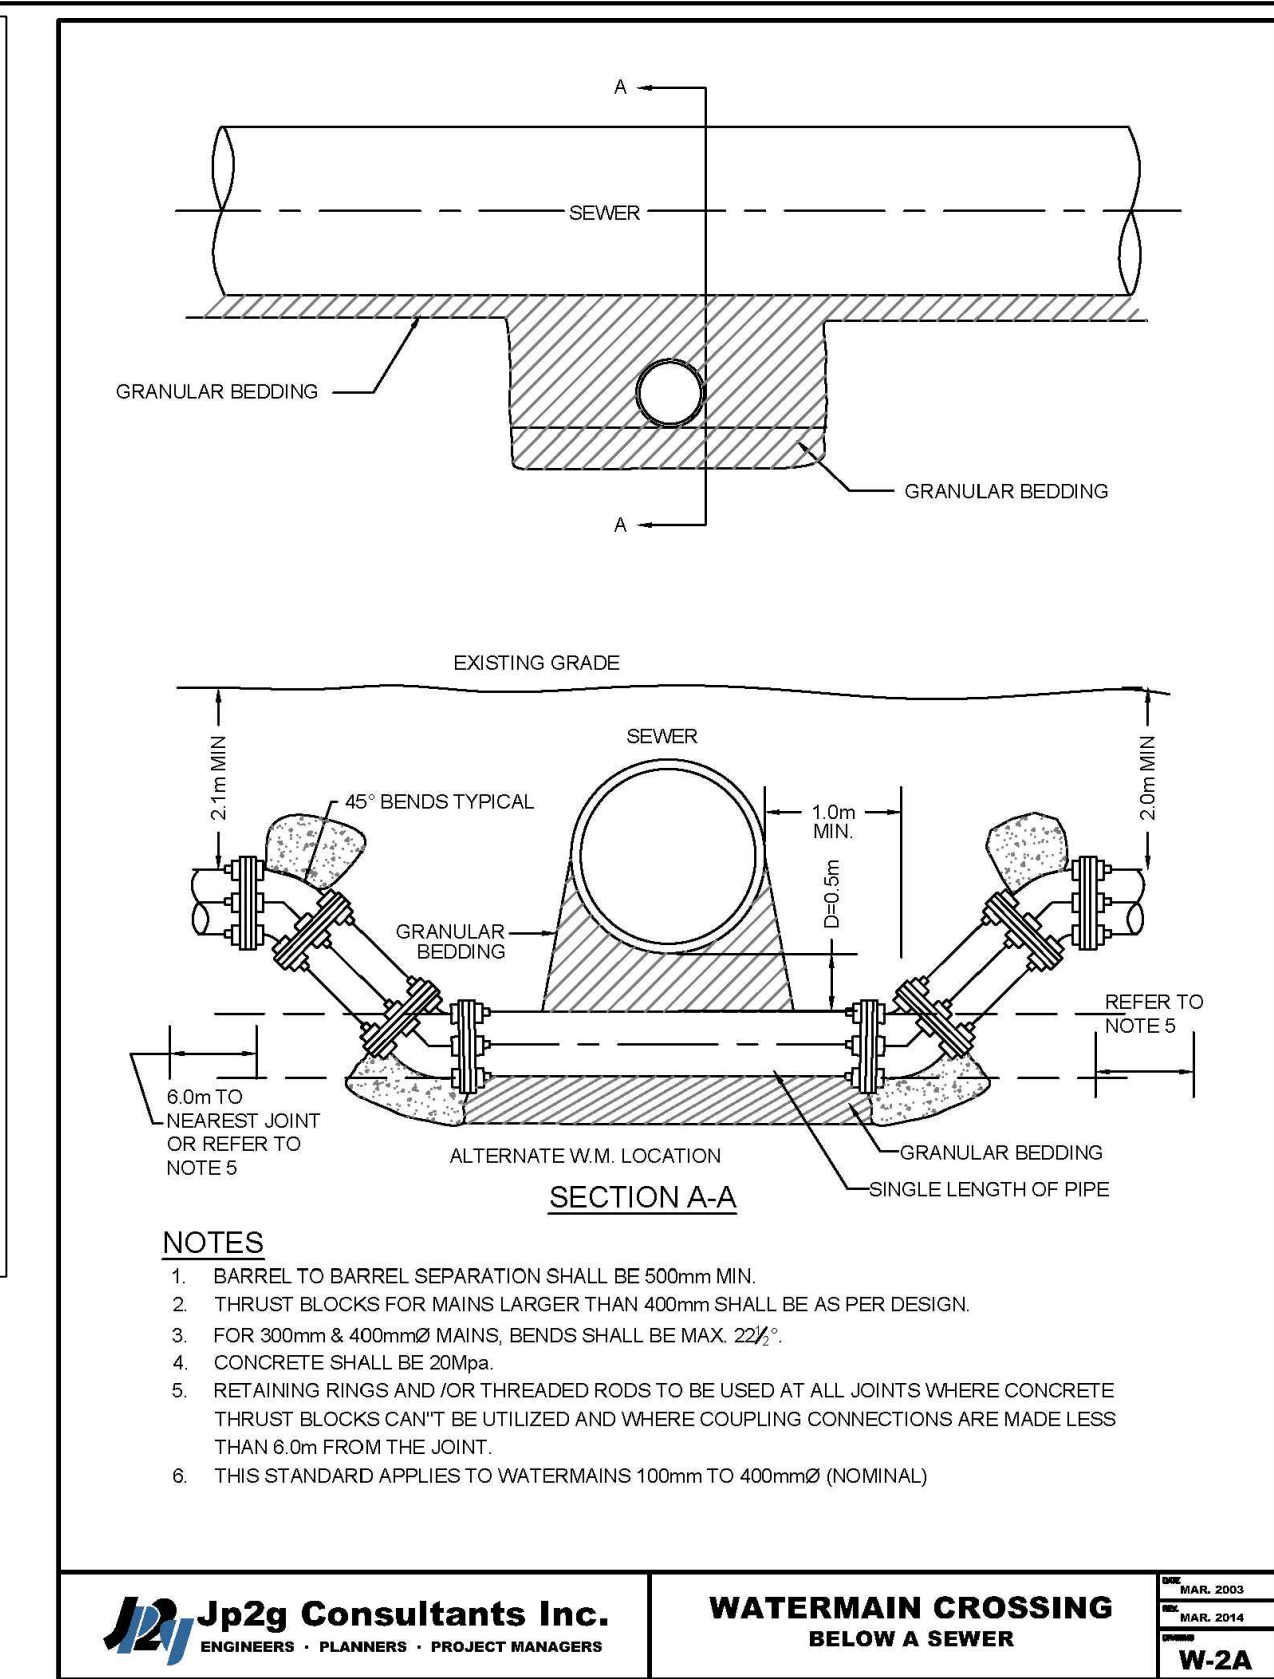 A
SEWER
GRANULAR BEDDING
GRANULAR BEDDING
A
EXISTING GRADE
SEWER
2.1m MIN
2.0m MIN
45° BENDS TYPICAL
1.0m
MIN.
D=0.5m
GRANULAR
BEDDING
REFER TO
NOTE 5
6.0m TO
NEAREST JOINT
OR REFER TO
NOTE 5
ALTERNATE W.M. LOCATION
GRANULAR BEDDING
SINGLE LENGTH OF PIPE
SECTION A-A
NOTES
1. BARREL TO BARREL SEPARATION SHALL BE 500mm MIN.
2. THRUST BLOCKS FOR MAINS LARGER THAN 400mm SHALL BE AS PER DESIGN.
3. FOR 300mm & 400mmØ MAINS, BENDS SHALL BE MAX. 22½°.
4. CONCRETE SHALL BE 20Mpa.
5. RETAINING RINGS AND /OR THREADED RODS TO BE USED AT ALL JOINTS WHERE CONCRETE
THRUST BLOCKS CAN"T BE UTILIZED AND WHERE COUPLING CONNECTIONS ARE MADE LESS
THAN 6.0m FROM THE JOINT.
6. THIS STANDARD APPLIES TO WATERMAINS 100mm TO 400mmØ (NOMINAL)
JP2g Jp2g Consultants Inc.
ENGINEERS · PLANNERS · PROJECT MANAGERS
WATERMAIN CROSSING
BELOW A SEWER
DATE
MAR. 2003
REV.
MAR. 2014
DRAWING
W-2A